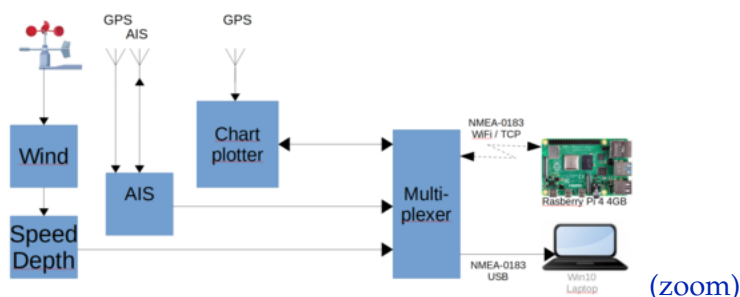 GPS
AIS
GPS
Wind
Speed
Depth
AIS
Chart
plotter
Multi-
plexer
NMEA-0183
WiFi / TCP
Rasberry Pi 4 4GB
NMEA-0183
USB
Win10
Laptop
(zoom)